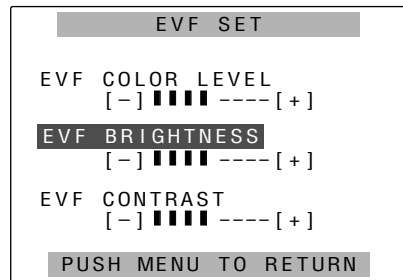 EVF SET
EVF COLOR LEVEL
[−]▮▮▮▮----[+]
EVF BRIGHTNESS
[−]▮▮▮▮----[+]
EVF CONTRAST
[−]▮▮▮▮----[+]
PUSH MENU TO RETURN